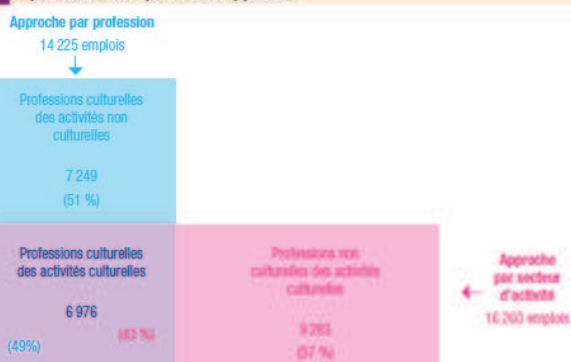 Approche par profession
14 225 emplois
Professions culturelles
des activités non
culturelles
7 249
(51 %)
Professions culturelles
des activités culturelles
6 976
(49%)
(43 %)
Professions non
culturelles des activités
culturelles
(57 %)
Approche
par secteur
d'activité
16 260 emplois